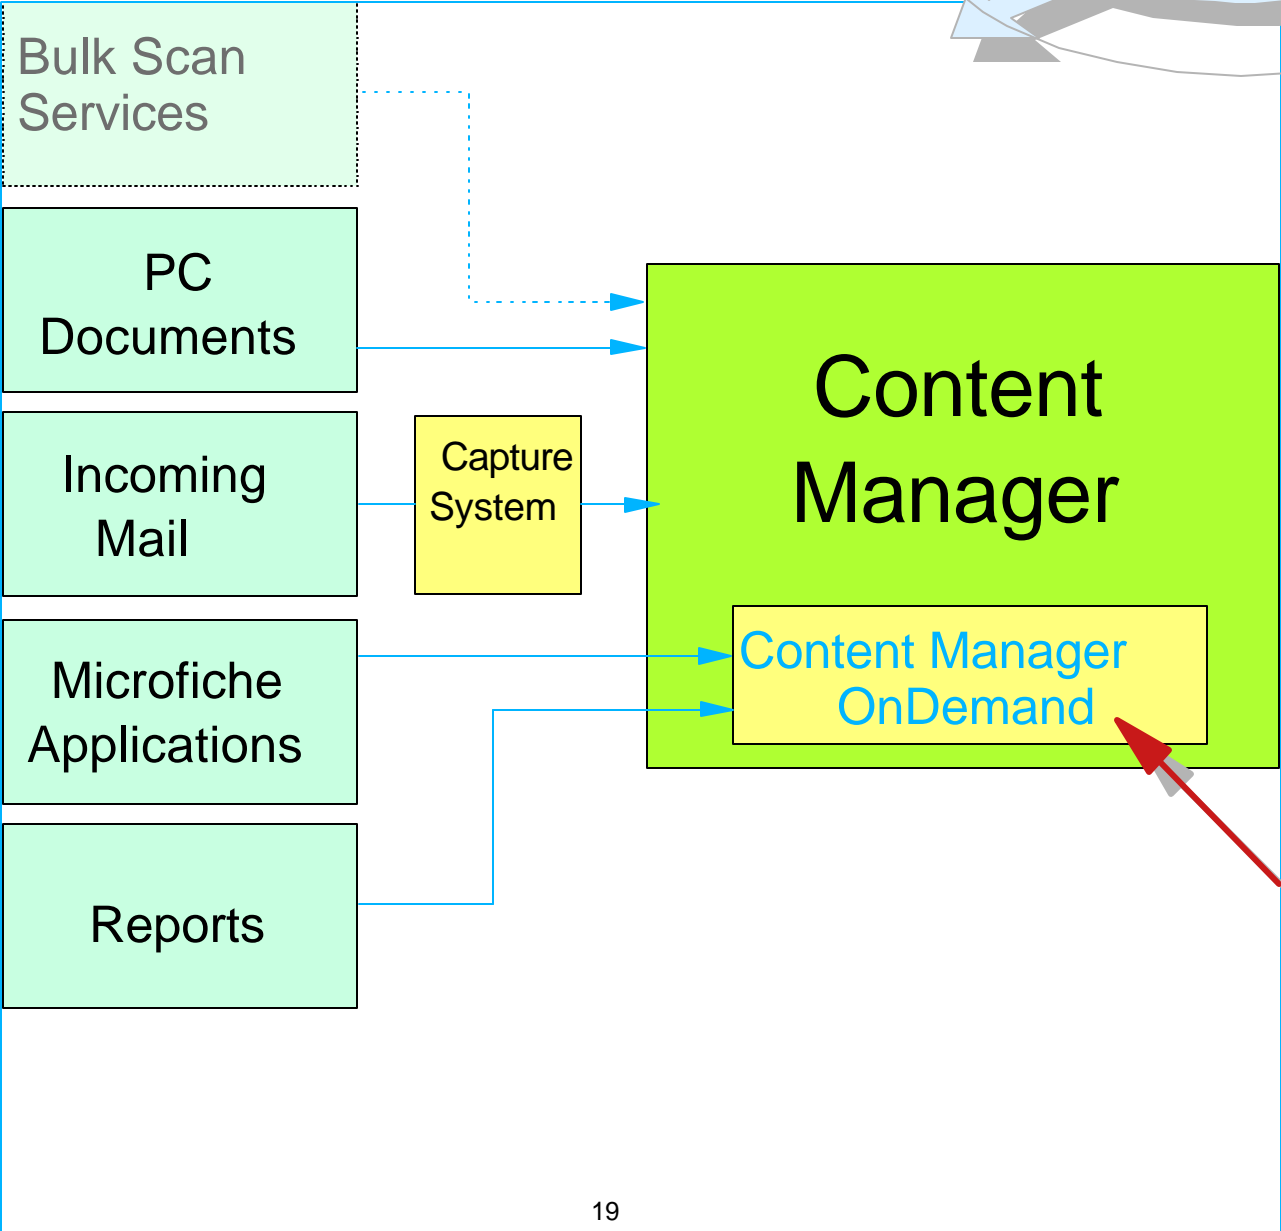 Bulk Scan
Services
PC
Documents
Incoming
Mail
Capture
System
Content
Manager
Microfiche
Applications
Content Manager
OnDemand
Reports
19